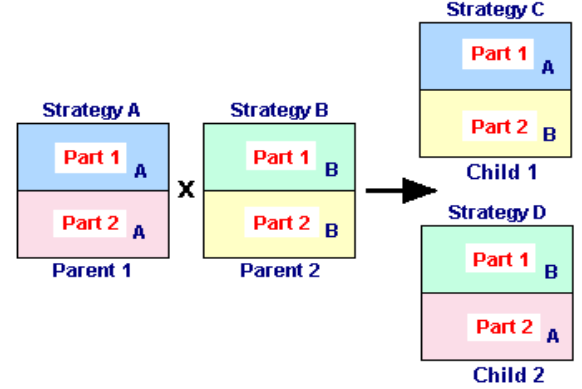 Strategy A
Part 1 A
Part 2 A
Parent 1
X
Strategy B
Part 1 B
Part 2 B
Parent 2
Strategy C
Part 1 A
Part 2 B
Child 1
Strategy D
Part 1 B
Part 2 A
Child 2